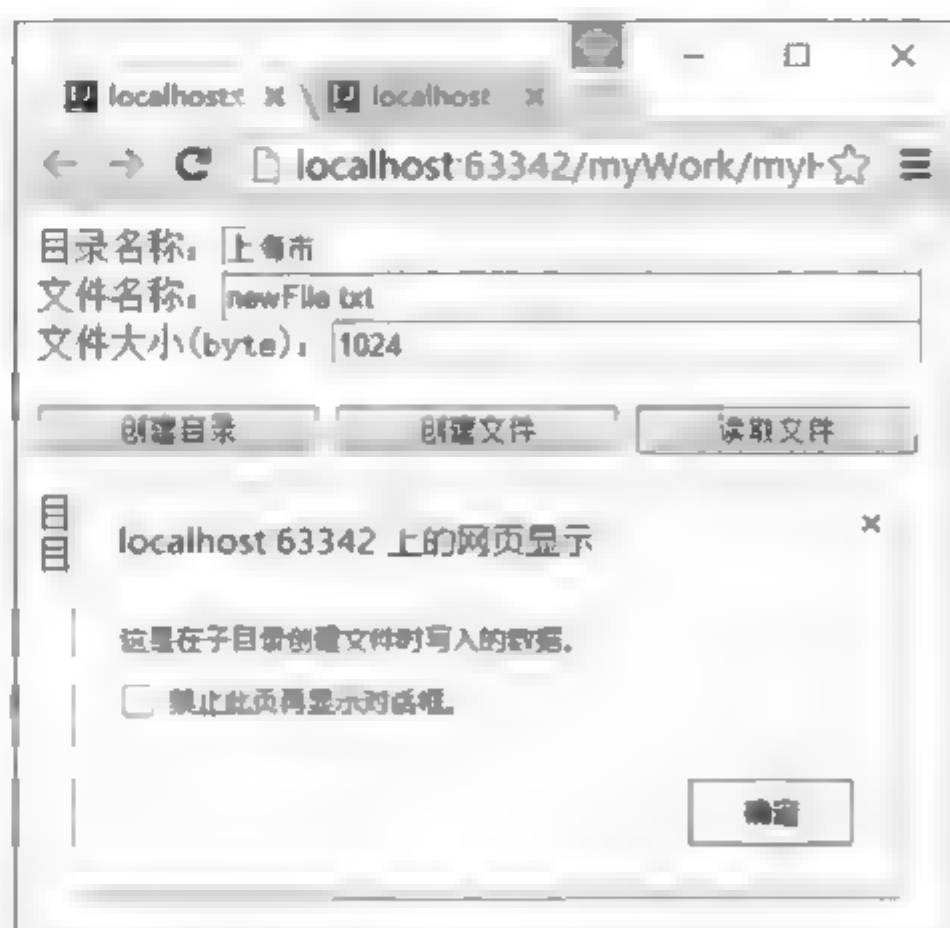 localhost:
localhost
localhost:63342/myWork/myH
目录名称：上海市
文件名称：newFile.txt
文件大小(byte)：1024
创建目录 创建文件 读取文件
目
目
localhost:63342 上的网页显示
这是在子目录创建文件时写入的数据。
禁止此页再显示对话框。
确定